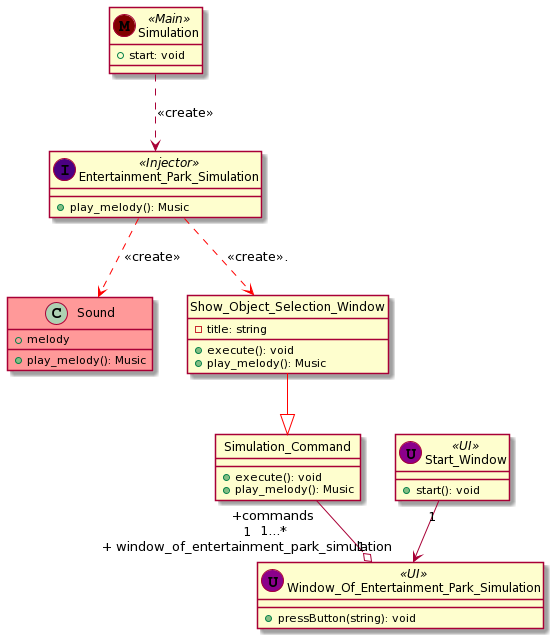 M
«Main»
Simulation
start: void
«create»
I
«Injector»
Entertainment_Park_Simulation
play_melody(): Music
«create»
«create».
C
Sound
melody
play_melody(): Music
Show_Object_Selection_Window
title: string
execute(): void
play_melody(): Music
Simulation_Command
execute(): void
play_melody(): Music
U
«UI»
Start_Window
start(): void
+commands
1 1...*
1
+ window_of_entertainment_park_simulation
1
U
«UI»
Window_Of_Entertainment_Park_Simulation
pressButton(string): void